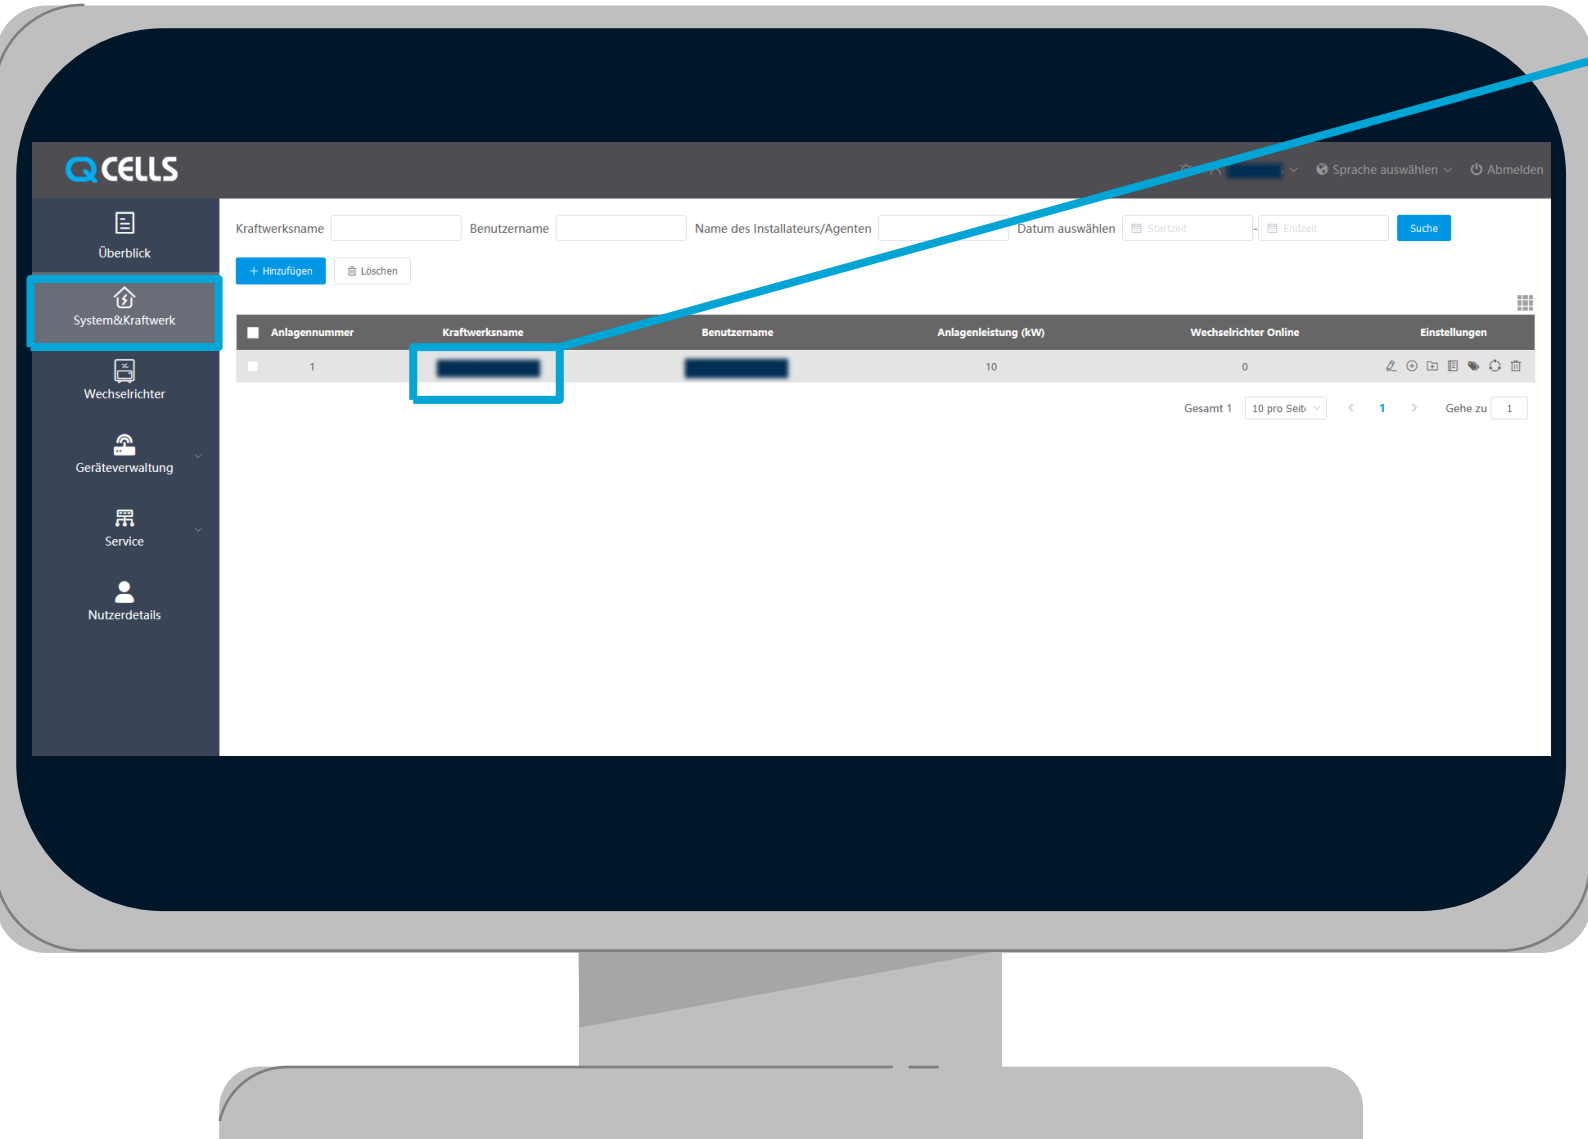 Q CELLS
Sprache auswählen
Abmelden
Überblick
System&Kraftwerk
Wechselrichter
Geräteverwaltung
Service
Nutzerdetails
Kraftwerksname Benutzername Name des Installateurs/Agenten Datum auswählen Startzeit - Endzeit Suche
+ Hinzufügen Löschen
Anlagennummer Kraftwerksname Benutzername Anlagenleistung (kW) Wechselrichter Online Einstellungen
1 10 0
Gesamt 1 10 pro Seit < 1 > Gehe zu 1